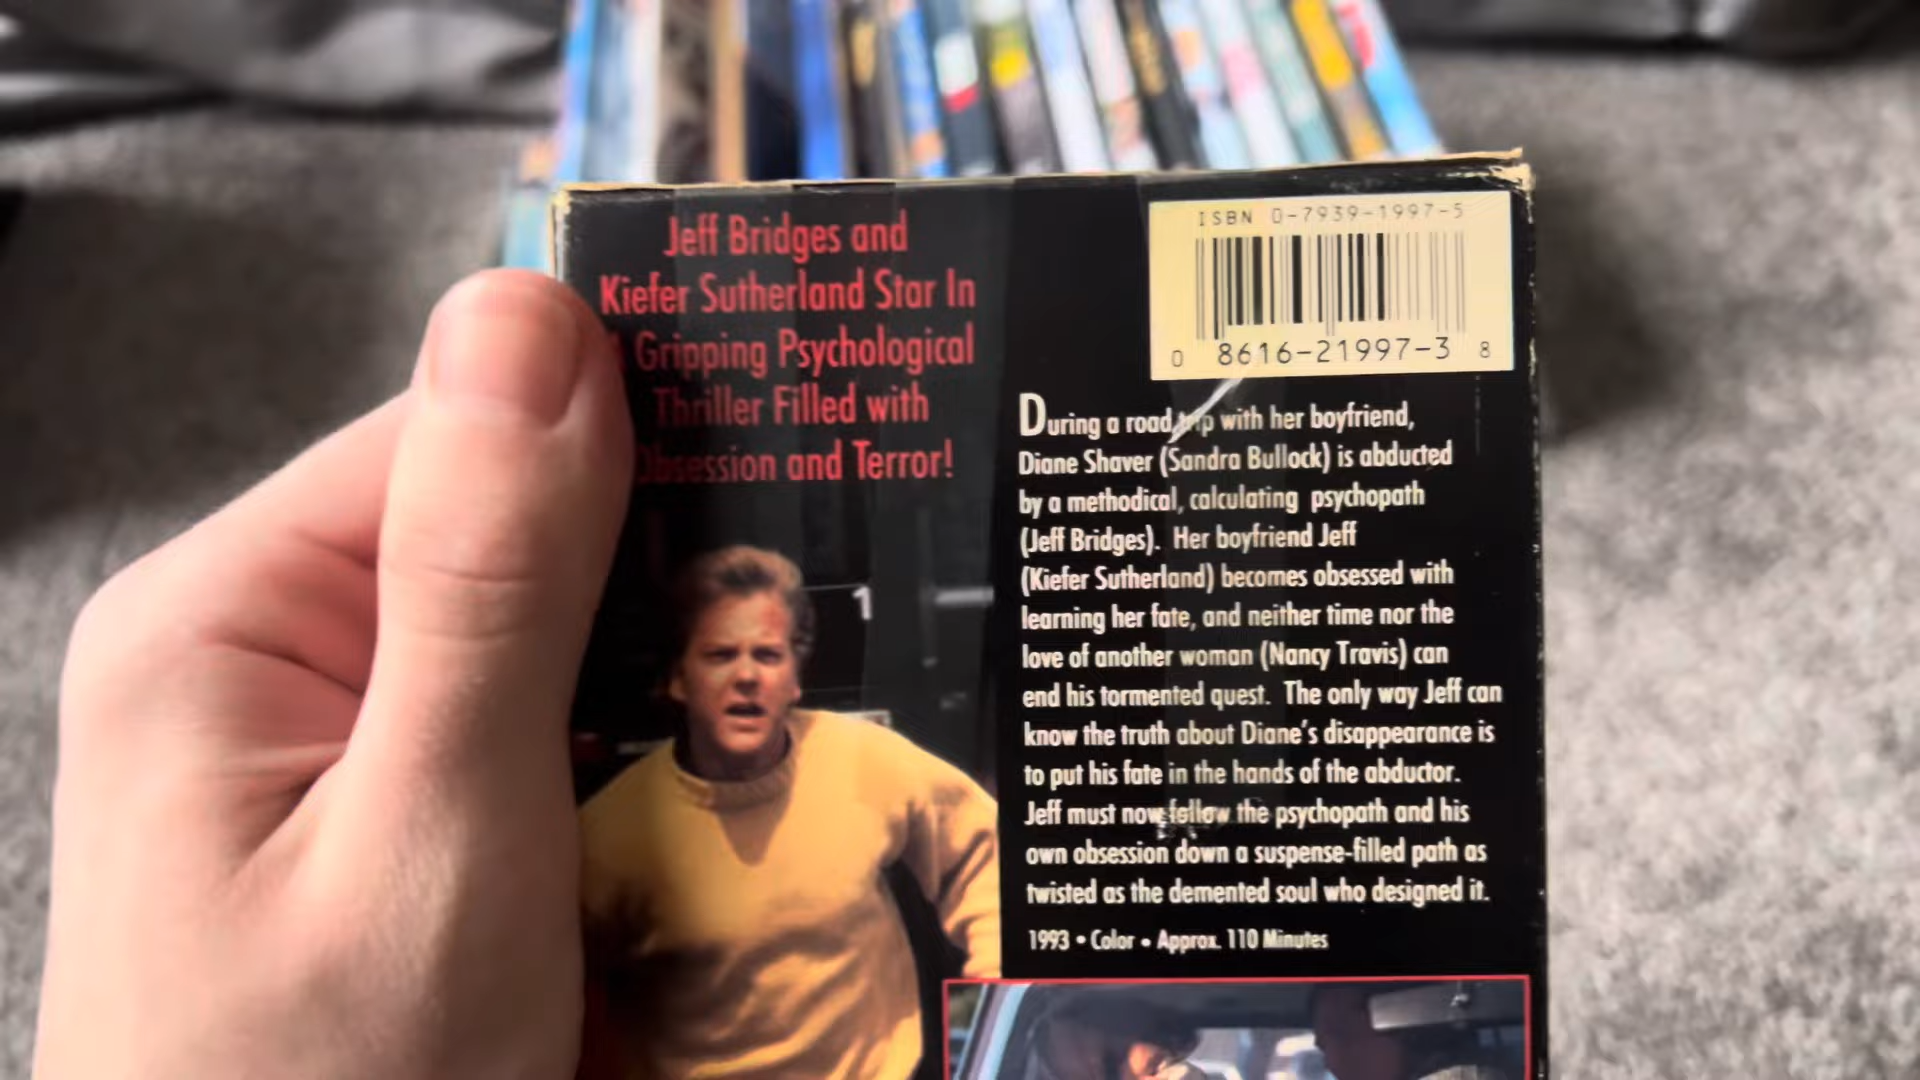 Jeff Bridges and
Kiefer Sutherland Star In
Gripping Psychological
Thriller Filled with
Obsession and Terror!
1
ISBN 0-7939-1997-5
0 8616-21997-3 8
During a road trip with her boyfriend,
Diane Shaver (Sandra Bullock) is abducted
by a methodical, calculating psychopath
(Jeff Bridges). Her boyfriend Jeff
(Kiefer Sutherland) becomes obsessed with
learning her fate, and neither time nor the
love of another woman (Nancy Travis) can
end his tormented quest. The only way Jeff can
know the truth about Diane's disappearance is
to put his fate in the hands of the abductor.
Jeff must now follow the psychopath and his
own obsession down a suspense-filled path as
twisted as the demented soul who designed it.
1993 • Color • Approx. 110 Minutes